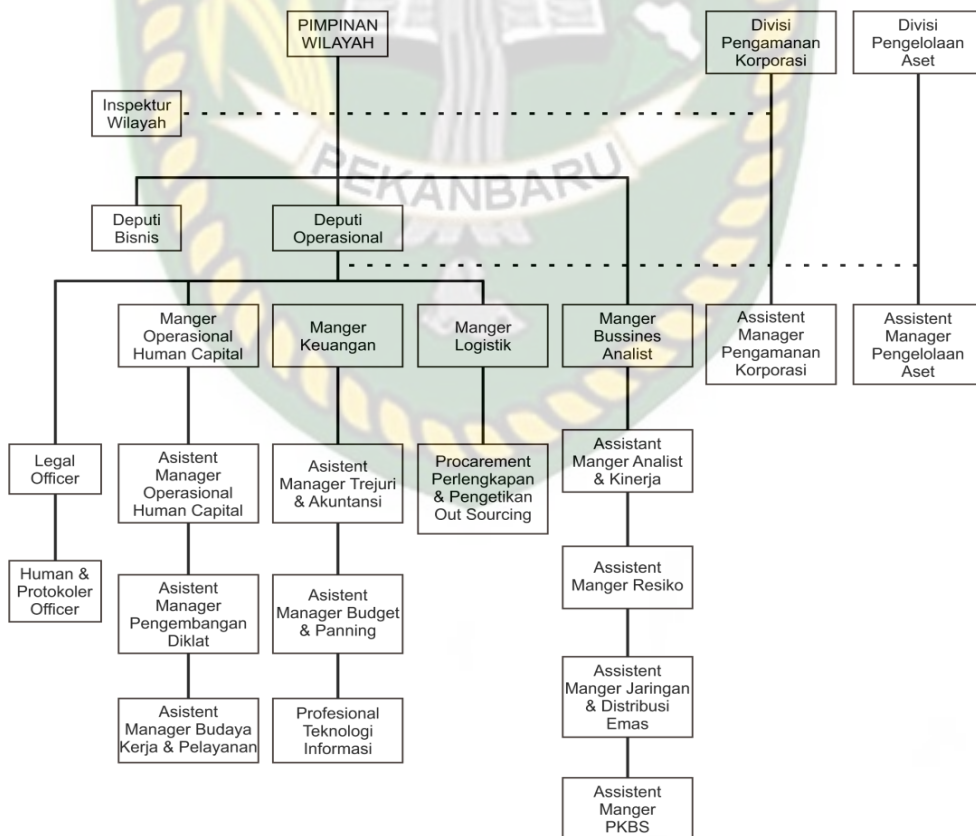 PIMPINAN
WILAYAH
Divisi
Pengamanan
Korporasi
Divisi
Pengelolaan
Aset
Inspektur
Wilayah
PEKANBARU
Deputi
Bisnis
Deputi
Operasional
Manger
Operasional
Human Capital
Manger
Keuangan
Manger
Logistik
Manger
Bussines
Analist
Assistent
Manager
Pengamanan
Korporasi
Assistent
Manager
Pengelolaan
Aset
Legal
Officer
Asistent
Manager
Operasional
Human Capital
Asistent
Manager Trejuri
& Akuntansi
Procarement
Perlengkapan
& Pengetikan
Out Sourcing
Assistant
Manger Analist
& Kinerja
Human &
Protokoler
Officer
Asistent
Manager
Pengembangan
Diklat
Asistent
Manager Budget
& Panning
Assistent
Manger Resiko
Asistent
Manager Budaya
Kerja & Pelayanan
Profesional
Teknologi
Informasi
Assistent
Manger Jaringan
& Distribusi
Emas
Assistent
Manger
PKBS